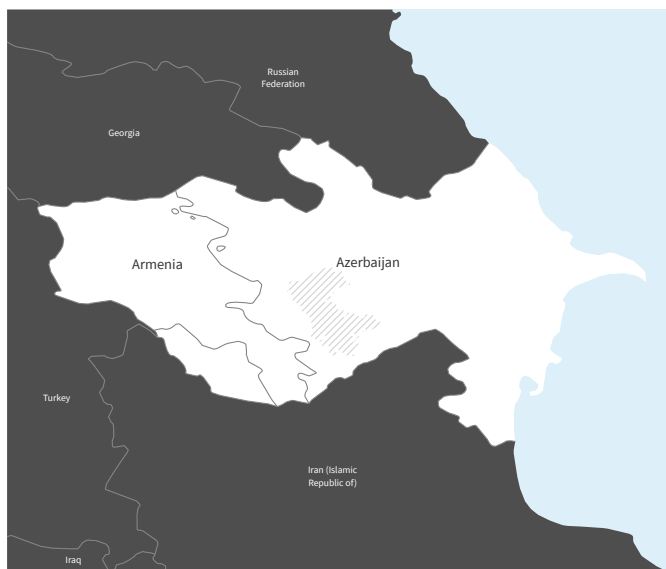 Russian
Federation
Georgia
Armenia
Azerbaijan
Turkey
Iran (Islamic
Republic of)
Iraq